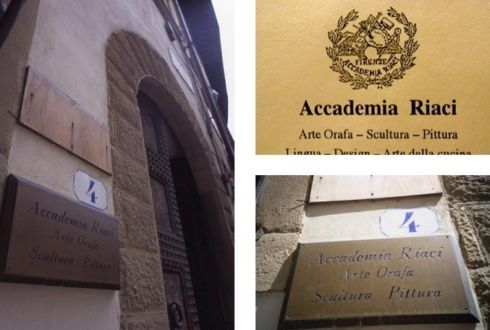 4
Accademia Riaci
Arte Orafa
Scultura Pittura
FIRENZE
ACCADEMIA RIACI
Accademia Riaci
Arte Orafa – Scultura – Pittura
Lingua – Design – Arte della cucina
4
Accademia Riaci
Arte Orafa
Scultura Pittura